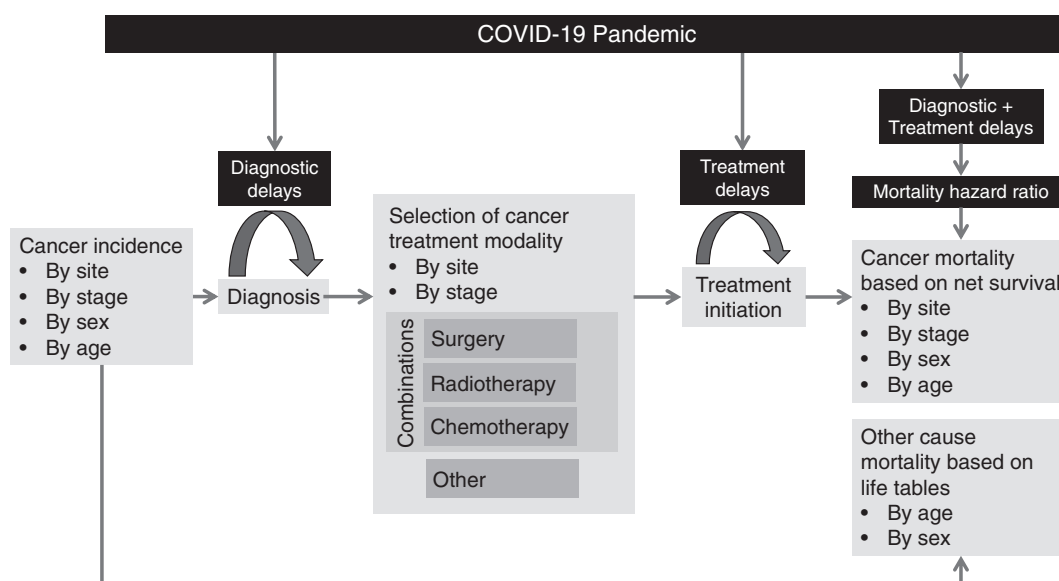 COVID-19 Pandemic
Diagnostic
delays
Treatment
delays
Diagnostic +
Treatment delays
Mortality hazard ratio
Cancer incidence
• By site
• By stage
• By sex
• By age
Diagnosis
Selection of cancer
treatment modality
• By site
• By stage
Combinations
Surgery
Radiotherapy
Chemotherapy
Other
Treatment
initiation
Cancer mortality
based on net survival
• By site
• By stage
• By sex
• By age
Other cause
mortality based on
life tables
• By age
• By sex